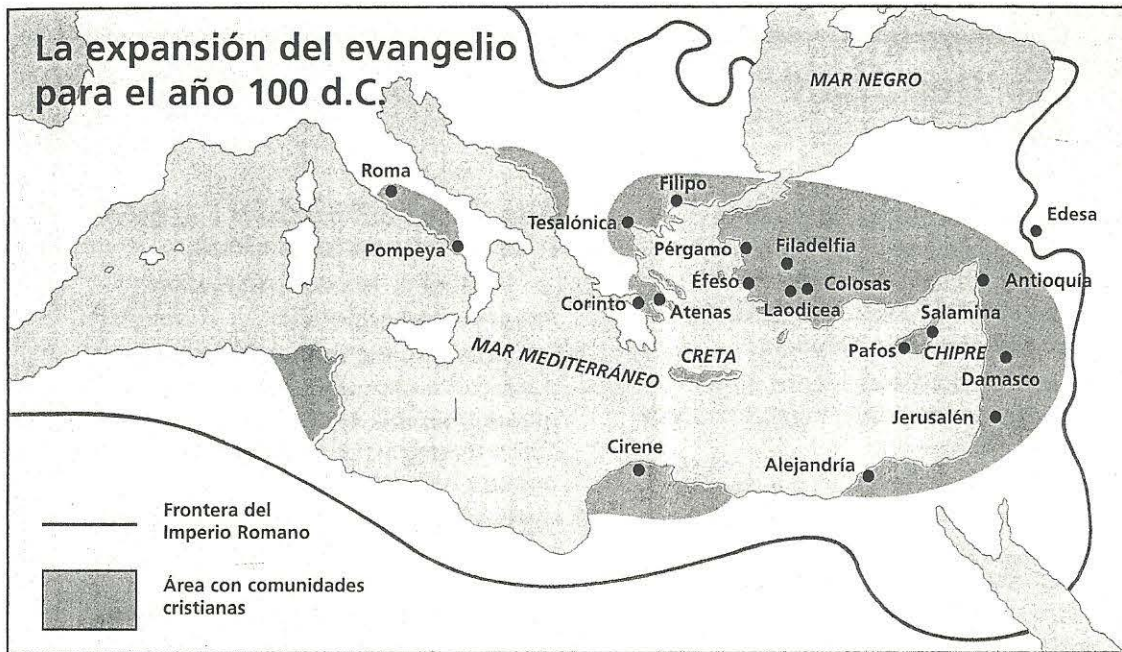 La expansión del evangelio
para el año 100 d.C.
MAR NEGRO
Roma
Filipo
Edesa
Tesalónica
Pompeya
Pérgamo
Filadelfia
Éfeso
Colosas
Antioquía
Corinto
Atenas
Laodicea
Salamina
MAR MEDITERRÁNEO
CRETA
Pafos
CHIPRE
Damasco
Jerusalén
Cirene
Alejandría
Frontera del
Imperio Romano
Área con comunidades
cristianas